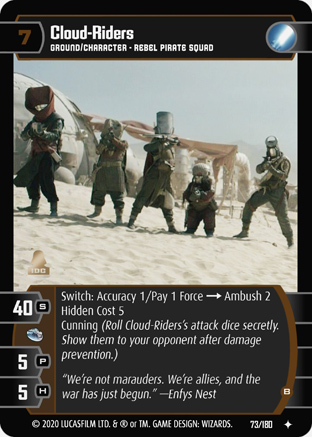 7
Cloud-Riders
GROUND/CHARACTER - REBEL PIRATE SQUAD
40 S
5 P
5 H
Switch: Accuracy 1/Pay 1 Force → Ambush 2
Hidden Cost 5
Cunning (Roll Cloud-Riders's attack dice secretly.
Show them to your opponent after damage
prevention.)
"We're not marauders. We're allies, and the
war has just begun." —Enfys Nest
B
© 2020 LUCASFILM LTD. & ® or TM. GAME DESIGN: WIZARDS.
73/180